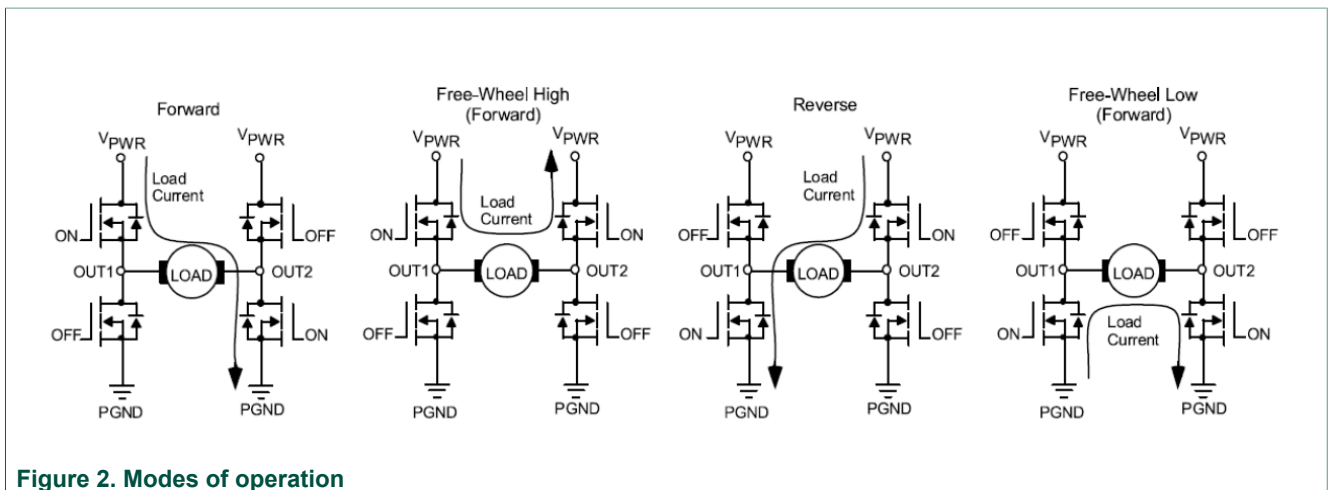 Forward
VPWR
VPWR
Load
Current
ON
OFF
OUT1
LOAD
OUT2
OFF
ON
PGND
PGND
Free-Wheel High
(Forward)
VPWR
VPWR
Load
Current
ON
ON
OUT1
LOAD
OUT2
OFF
OFF
PGND
PGND
Reverse
VPWR
VPWR
Load
Current
OFF
ON
OUT1
LOAD
OUT2
ON
OFF
PGND
PGND
Free-Wheel Low
(Forward)
VPWR
VPWR
OFF
OFF
OUT1
LOAD
OUT2
ON
Load
Current
ON
PGND
PGND
Figure 2. Modes of operation